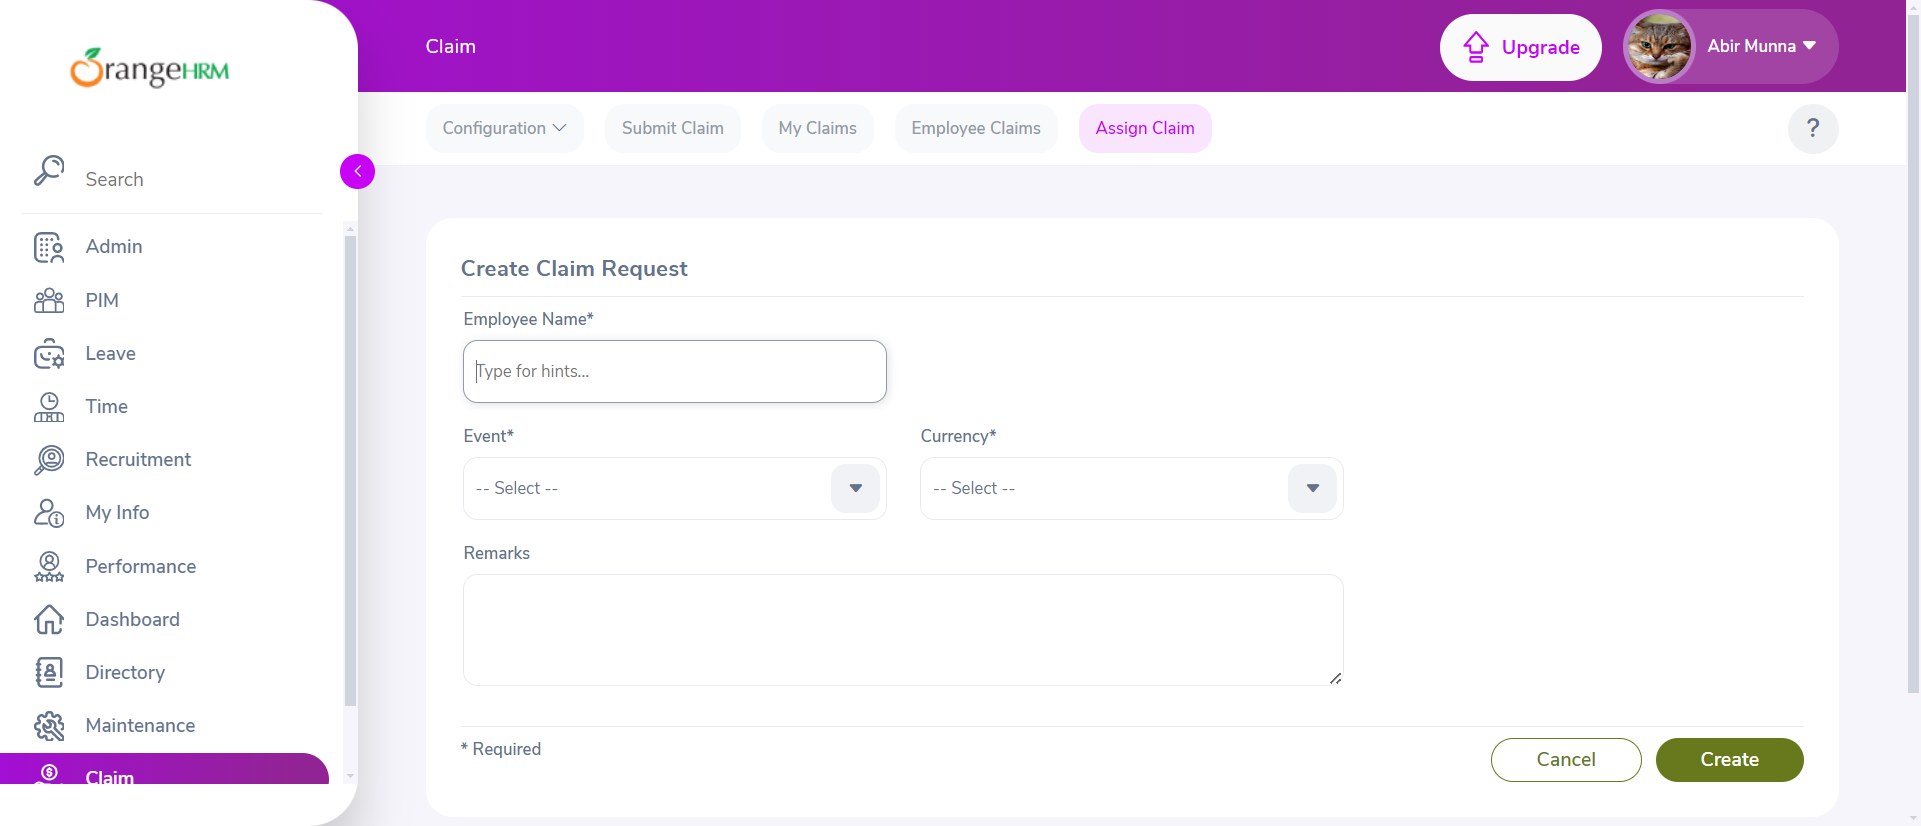 OrangeHRM
Claim
Upgrade
Abir Munna
Configuration
Submit Claim
My Claims
Employee Claims
Assign Claim
?
Search
Admin
PIM
Leave
Time
Recruitment
My Info
Performance
Dashboard
Directory
Maintenance
Claim
Create Claim Request
Employee Name*
Type for hints...
Event*
Currency*
-- Select --
-- Select --
Remarks
* Required
Cancel
Create